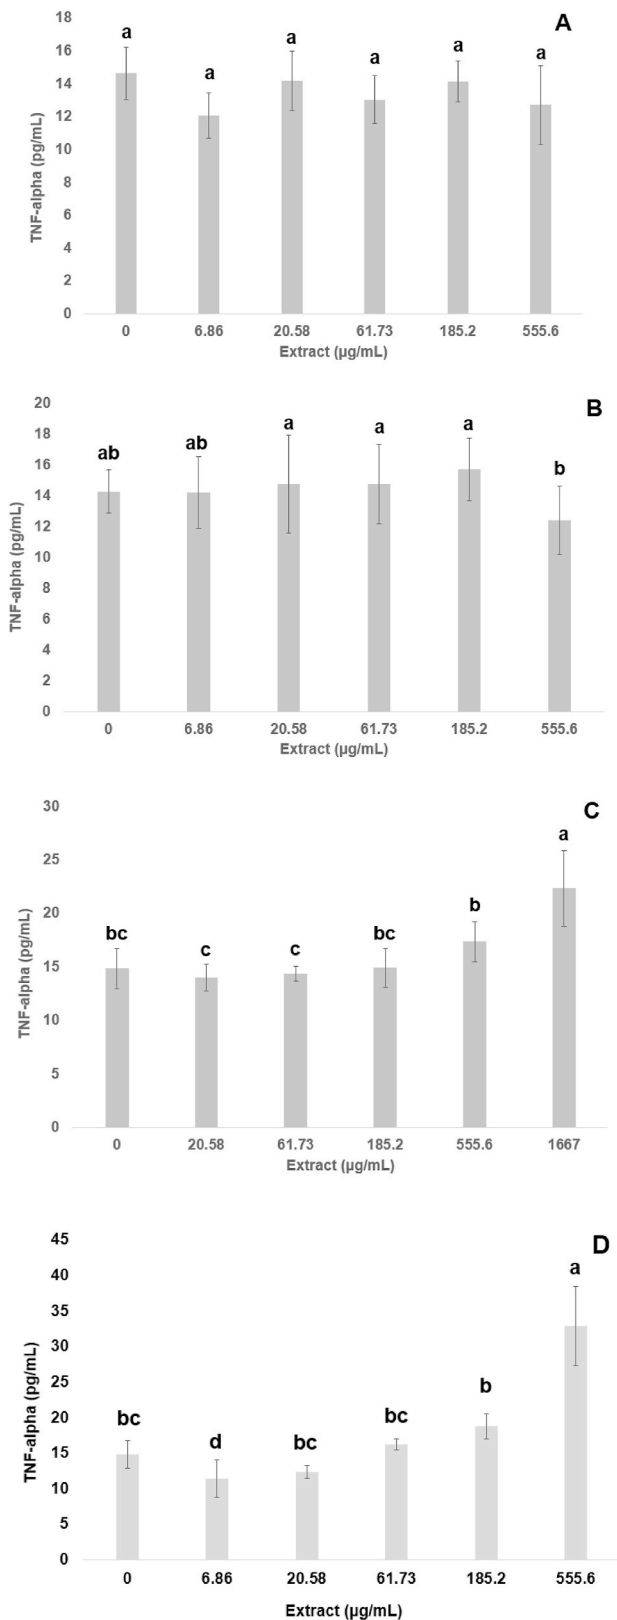 A
18
16
14
12
10
8
6
4
2
0
TNF-alpha (pg/mL)
a a a a a a
0 6.86 20.58 61.73 185.2 555.6
Extract (µg/mL)
B
20
18
16
14
12
10
8
6
4
2
0
TNF-alpha (pg/mL)
ab ab a a a b
0 6.86 20.58 61.73 185.2 555.6
Extract (µg/mL)
C
30
25
20
15
10
5
0
TNF-alpha (pg/mL)
bc c c bc b a
0 20.58 61.73 185.2 555.6 1667
Extract (µg/mL)
D
45
40
35
30
25
20
15
10
5
0
TNF-alpha (pg/mL)
bc d bc bc b a
0 6.86 20.58 61.73 185.2 555.6
Extract (µg/mL)